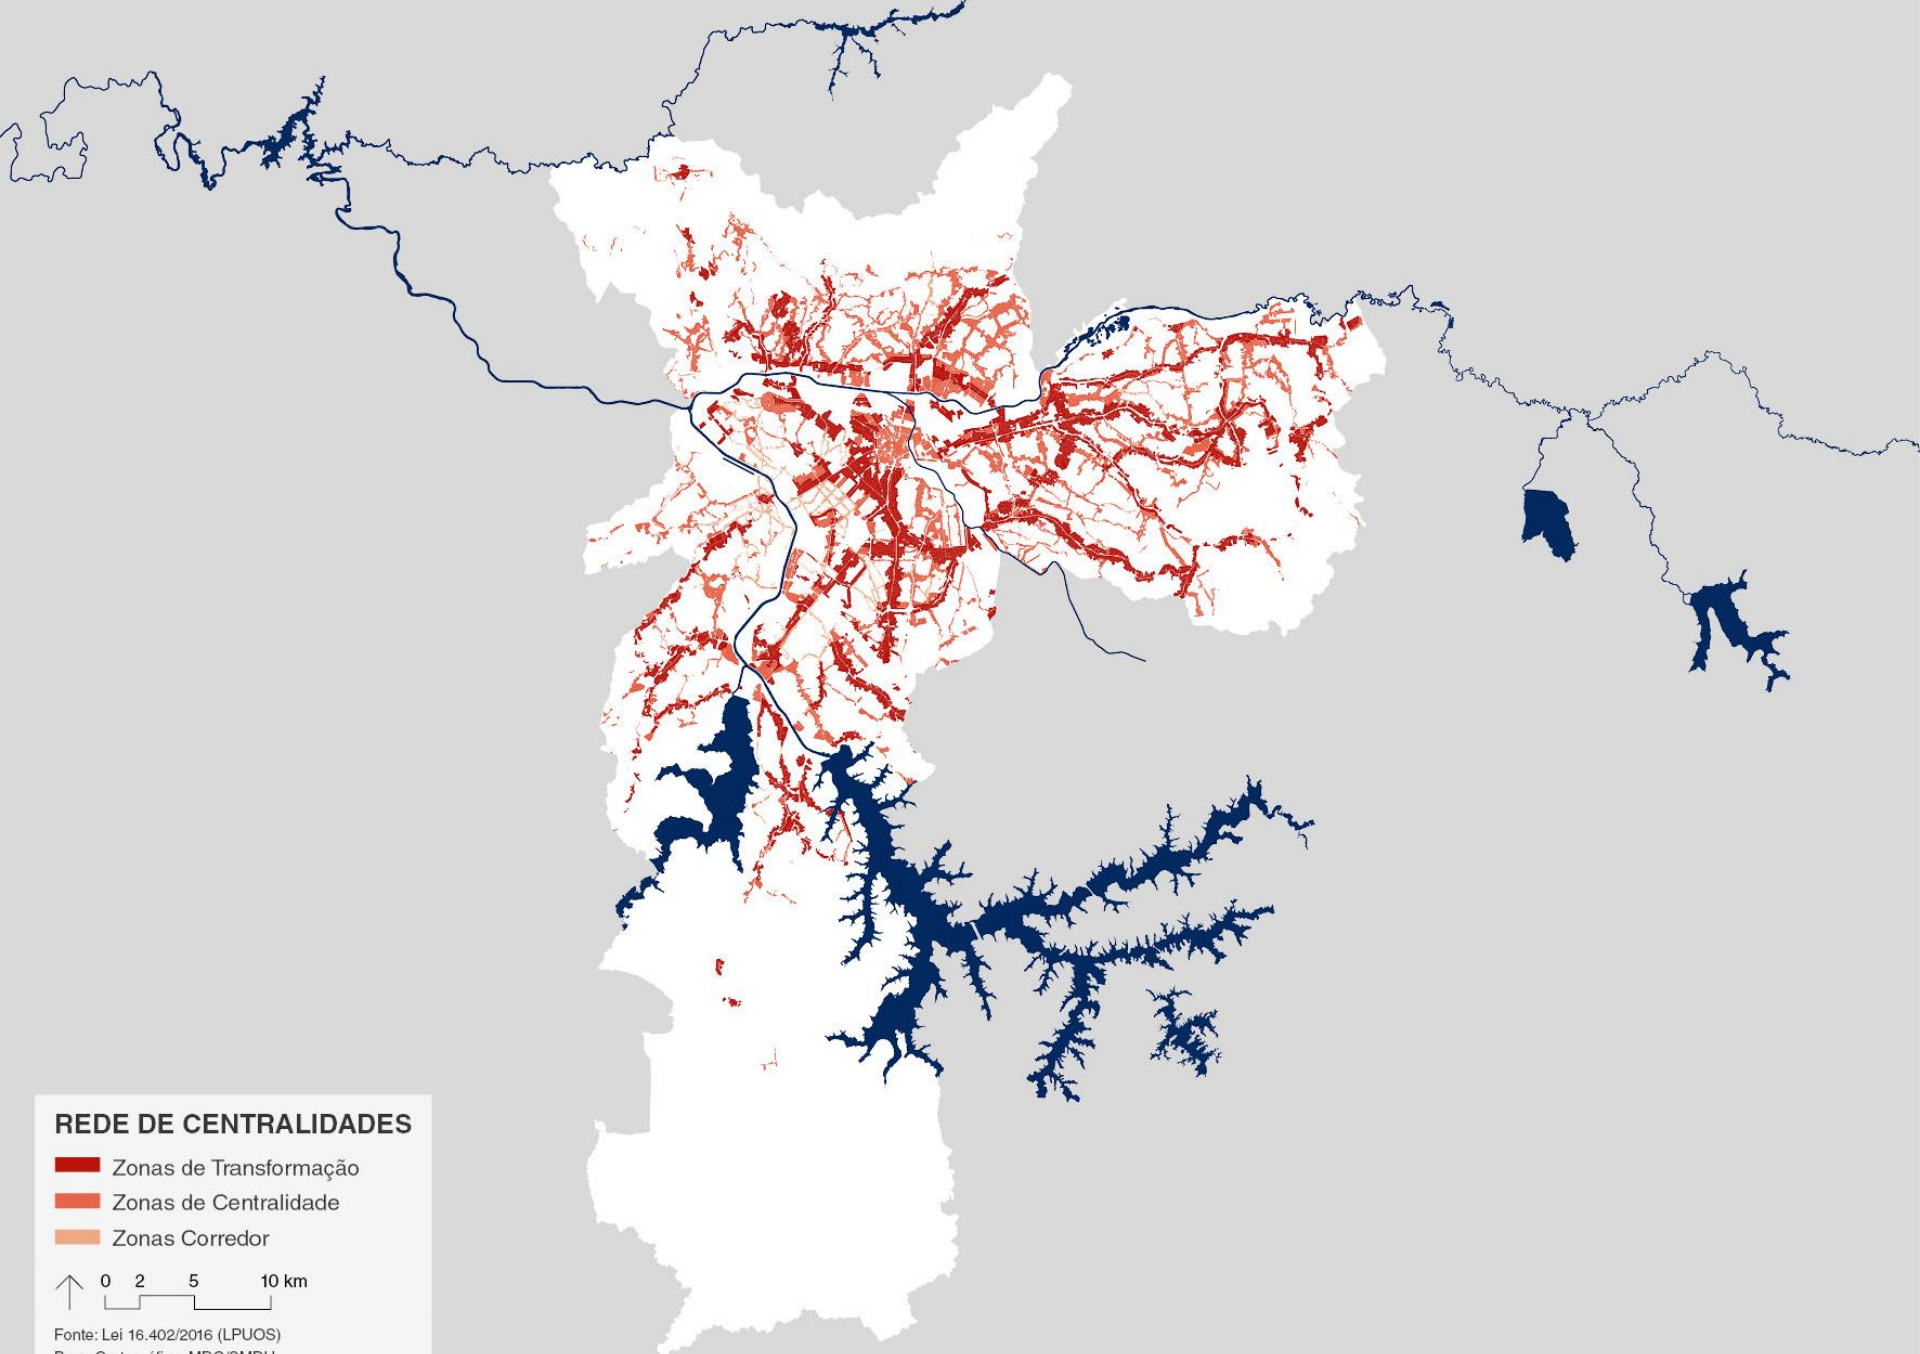 REDE DE CENTRALIDADES
Zonas de Transformação
Zonas de Centralidade
Zonas Corredor
0 2 5 10 km
Fonte: Lei 16.402/2016 (LPUOS)